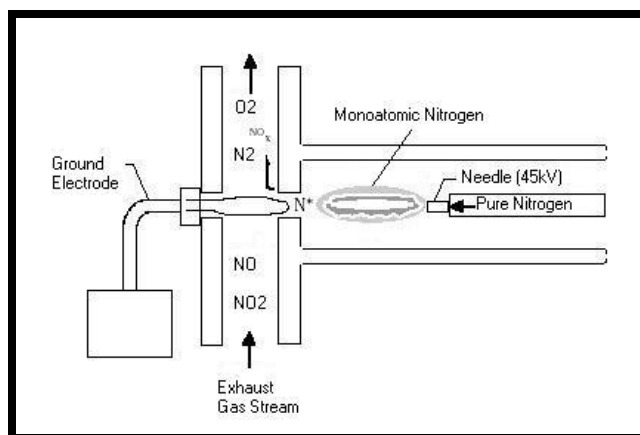 O2
NOx
N2
Monoatomic Nitrogen
Ground
Electrode
Needle (45kV)
N*
Pure Nitrogen
NO
NO2
Exhaust
Gas Stream